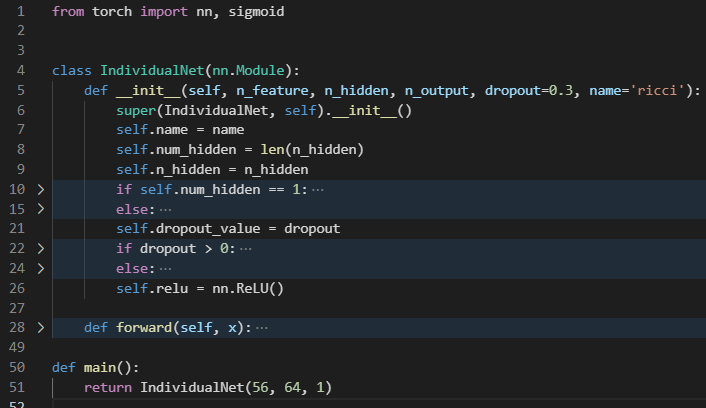 1 from torch import nn, sigmoid
2
3
4 class IndividualNet(nn.Module):
5 def __init__(self, n_feature, n_hidden, n_output, dropout=0.3, name='ricci'):
6 super(IndividualNet, self).__init__()
7 self.name = name
8 self.num_hidden = len(n_hidden)
9 self.n_hidden = n_hidden
10 if self.num_hidden == 1:···
15 else:···
21 self.dropout_value = dropout
22 if dropout > 0:···
24 else:···
26 self.relu = nn.ReLU()
27
28 def forward(self, x):···
49
50 def main():
51 return IndividualNet(56, 64, 1)
52